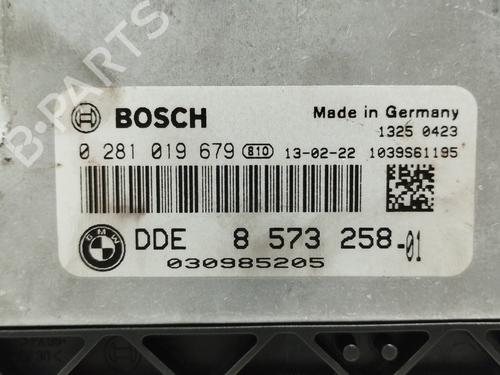 B-PARTS
BOSCH
Made in Germany
1325 0423
0 281 019 679 810 13-02-22 1039S61195
BMW
DDE 8 573 258-01
030985205